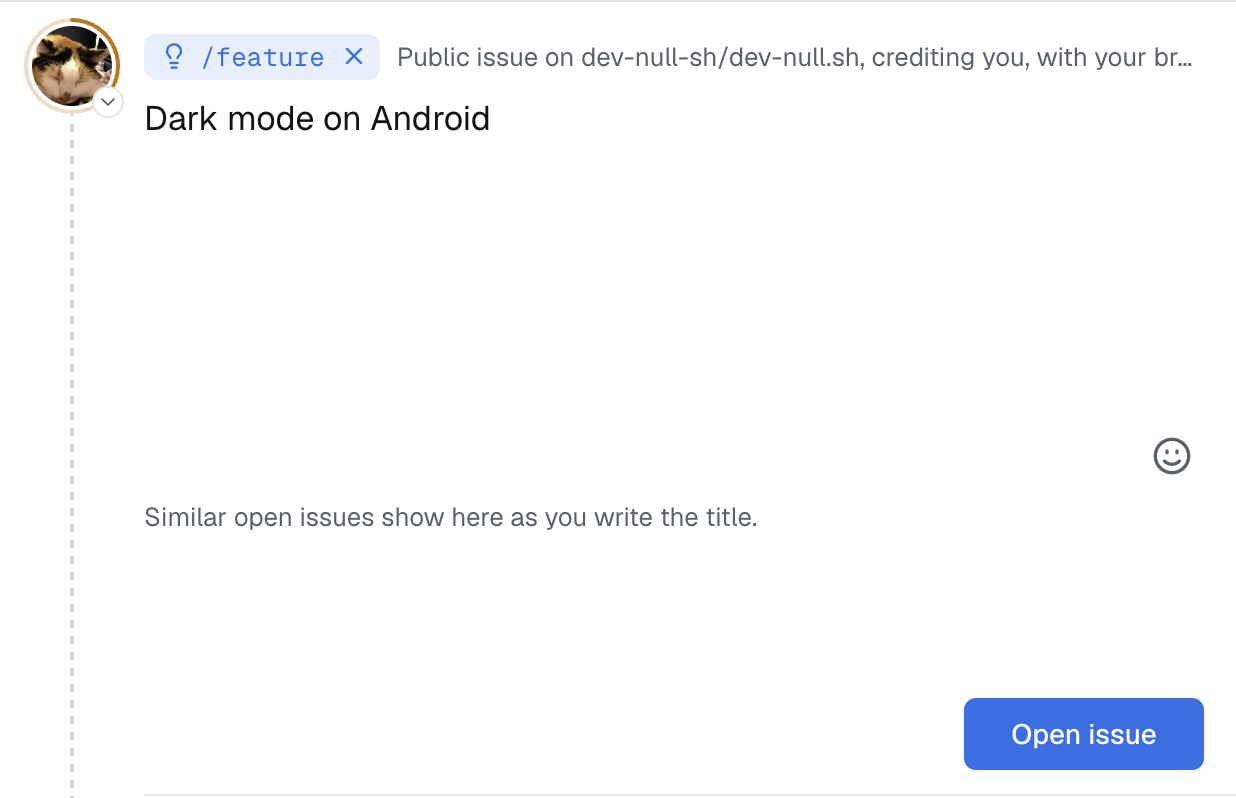 /feature Public issue on dev-null-sh/dev-null.sh, crediting you, with your br...
Dark mode on Android
Similar open issues show here as you write the title.
Open issue